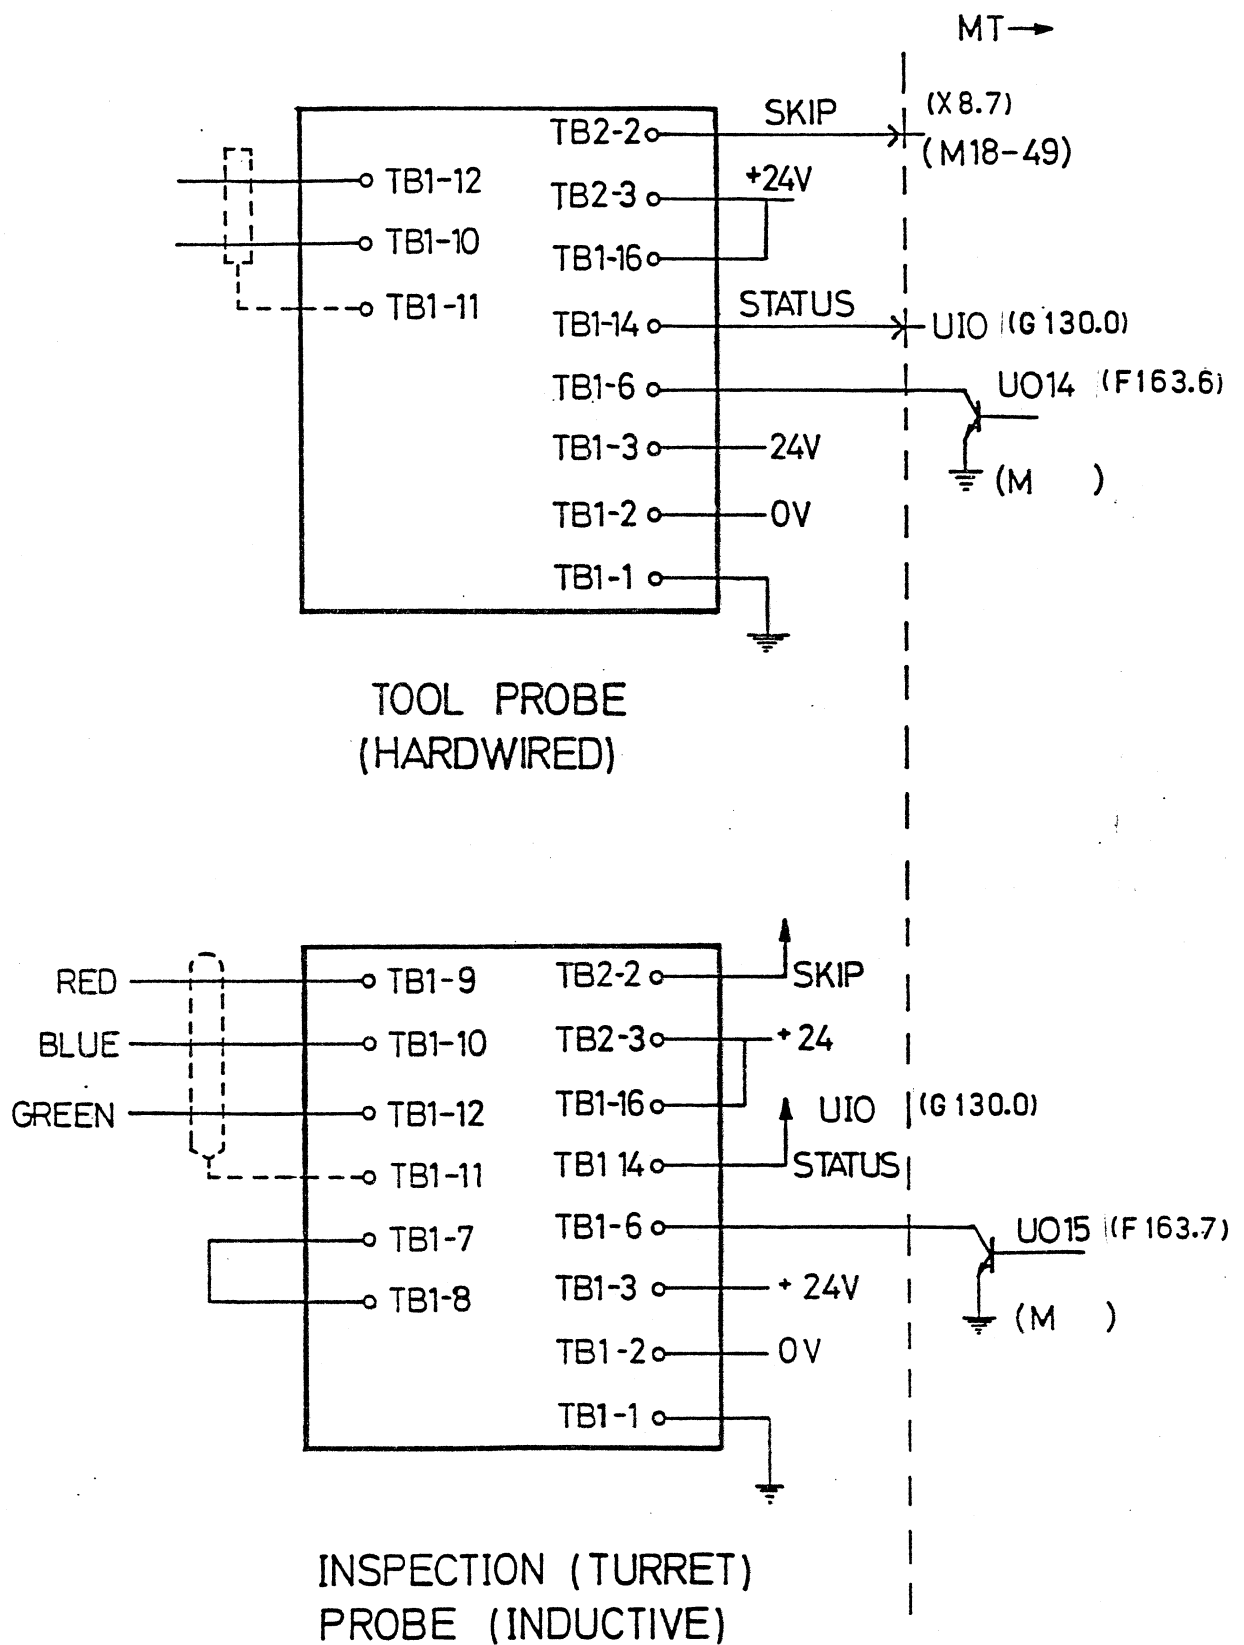 MT
SKIP
(X8.7)
(M18-49)
TB2-2
TB1-12
TB2-3
+24V
TB1-10
TB1-16
TB1-11
STATUS
TB1-14
UIO (G130.0)
TB1-6
UO14 (F163.6)
TB1-3
24V
(M )
TB1-2
0V
TB1-1
TOOL PROBE
(HARDWIRED)
RED
TB1-9
TB2-2
SKIP
BLUE
TB1-10
TB2-3
+24
GREEN
TB1-12
TB1-16
UIO (G130.0)
TB1-11
TB1 14
STATUS
TB1-7
TB1-6
UO15 (F163.7)
TB1-8
TB1-3
+ 24V
(M )
TB1-2
0V
TB1-1
INSPECTION (TURRET)
PROBE (INDUCTIVE)